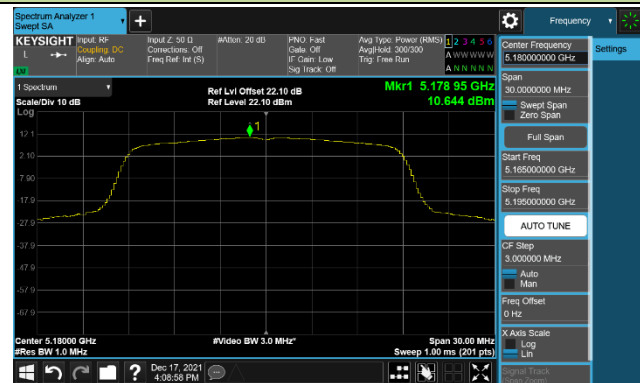 Spectrum Analyzer 1
Swept SA
Frequency
KEYSIGHT
Input: RF
Coupling: DC
Align: Auto
Input Z: 50 Ω
Corrections: Off
Freq Ref: Int (S)
#Atten: 20 dB
PNO: Fast
Gate: Off
IF Gain: Low
Sig Track: Off
Avg Type: Power (RMS)
Avg|Hold: 300/300
Trig: Free Run
1 2 3 4 5 6
A W W W W W
A N N N N N
L
LXI
1 Spectrum
Scale/Div 10 dB
Log
Ref Lvl Offset 22.10 dB
Ref Level 22.10 dBm
Mkr1 5.178 95 GHz
10.644 dBm
1
12.1
2.10
-7.90
-17.9
-27.9
-37.9
-47.9
-57.9
-67.9
Center 5.18000 GHz
#Res BW 1.0 MHz
#Video BW 3.0 MHz*
Span 30.00 MHz
Sweep 1.00 ms (201 pts)
Center Frequency
5.180000000 GHz
Settings
Span
30.0000000 MHz
Swept Span
Zero Span
Full Span
Start Freq
5.165000000 GHz
Stop Freq
5.195000000 GHz
AUTO TUNE
CF Step
3.000000 MHz
Auto
Man
Freq Offset
0 Hz
X Axis Scale
Log
Lin
Signal Track
(Span Zoom)
?
Dec 17, 2021
4:08:58 PM